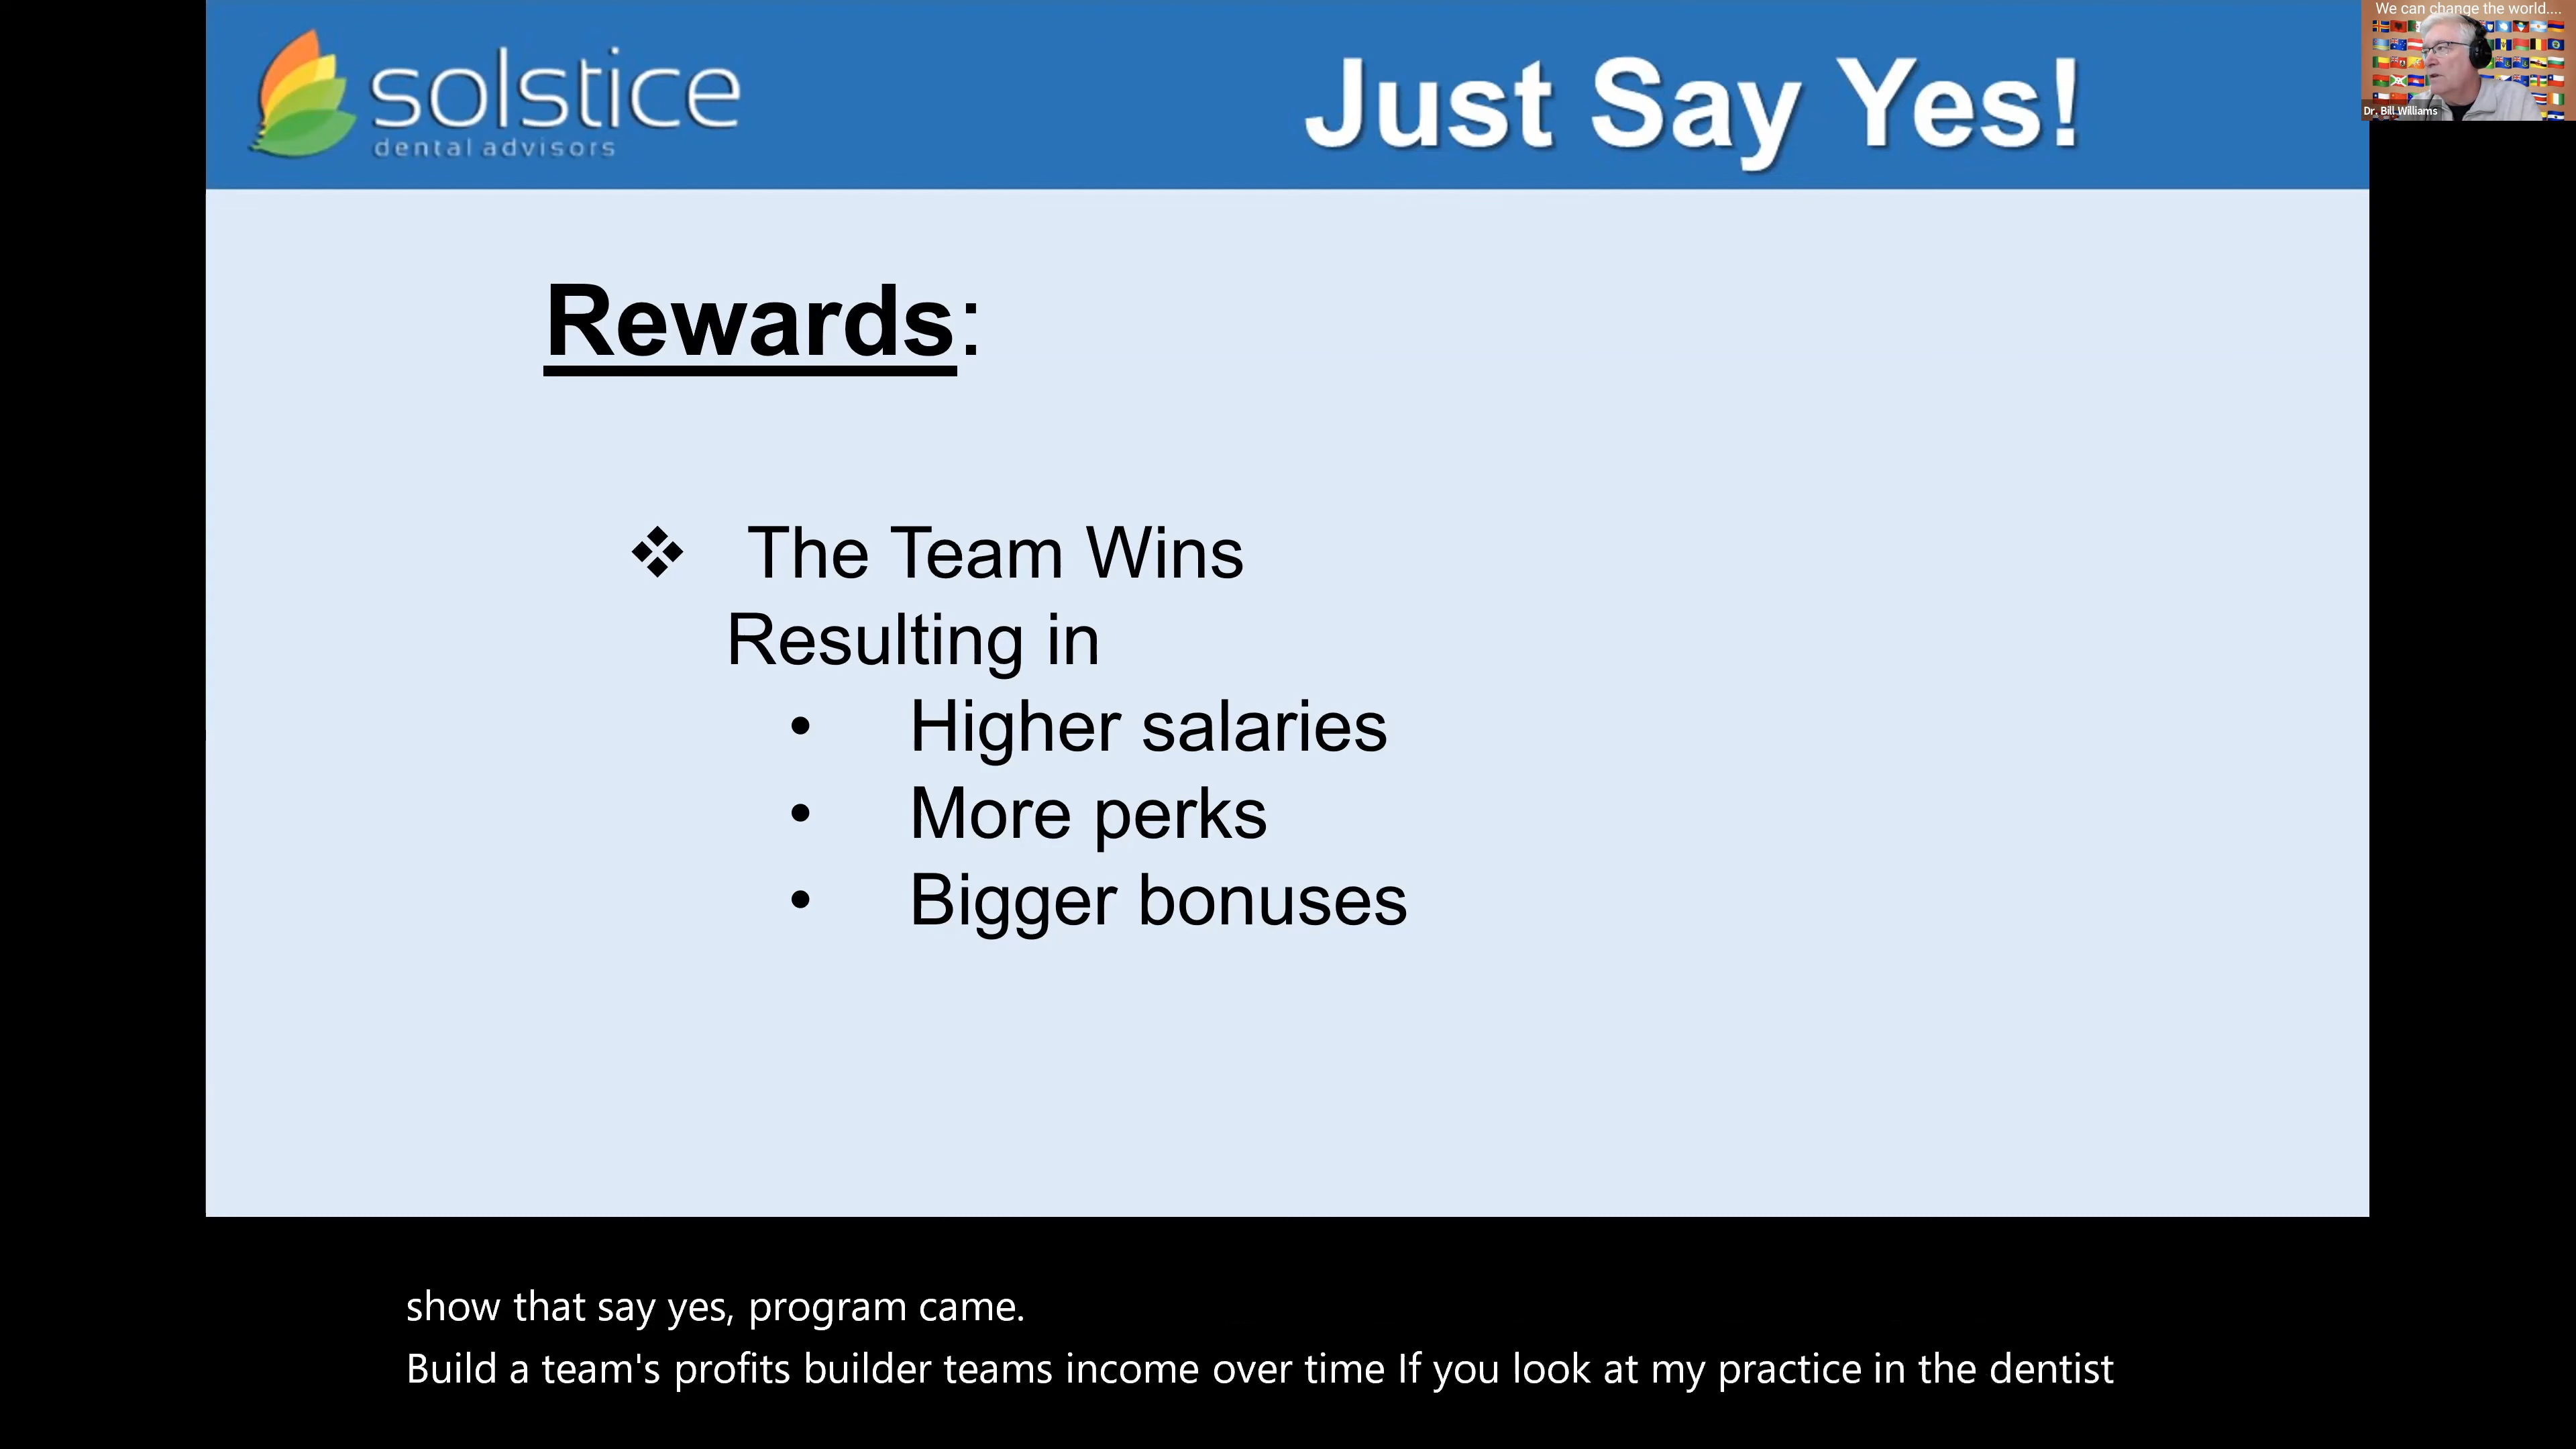 solstice
dental advisors
Just Say Yes!
We can change the world....
Dr. Bill Williams
Rewards:
❖ The Team Wins
Resulting in
• Higher salaries
• More perks
• Bigger bonuses
show that say yes, program came.
Build a team's profits builder teams income over time If you look at my practice in the dentist